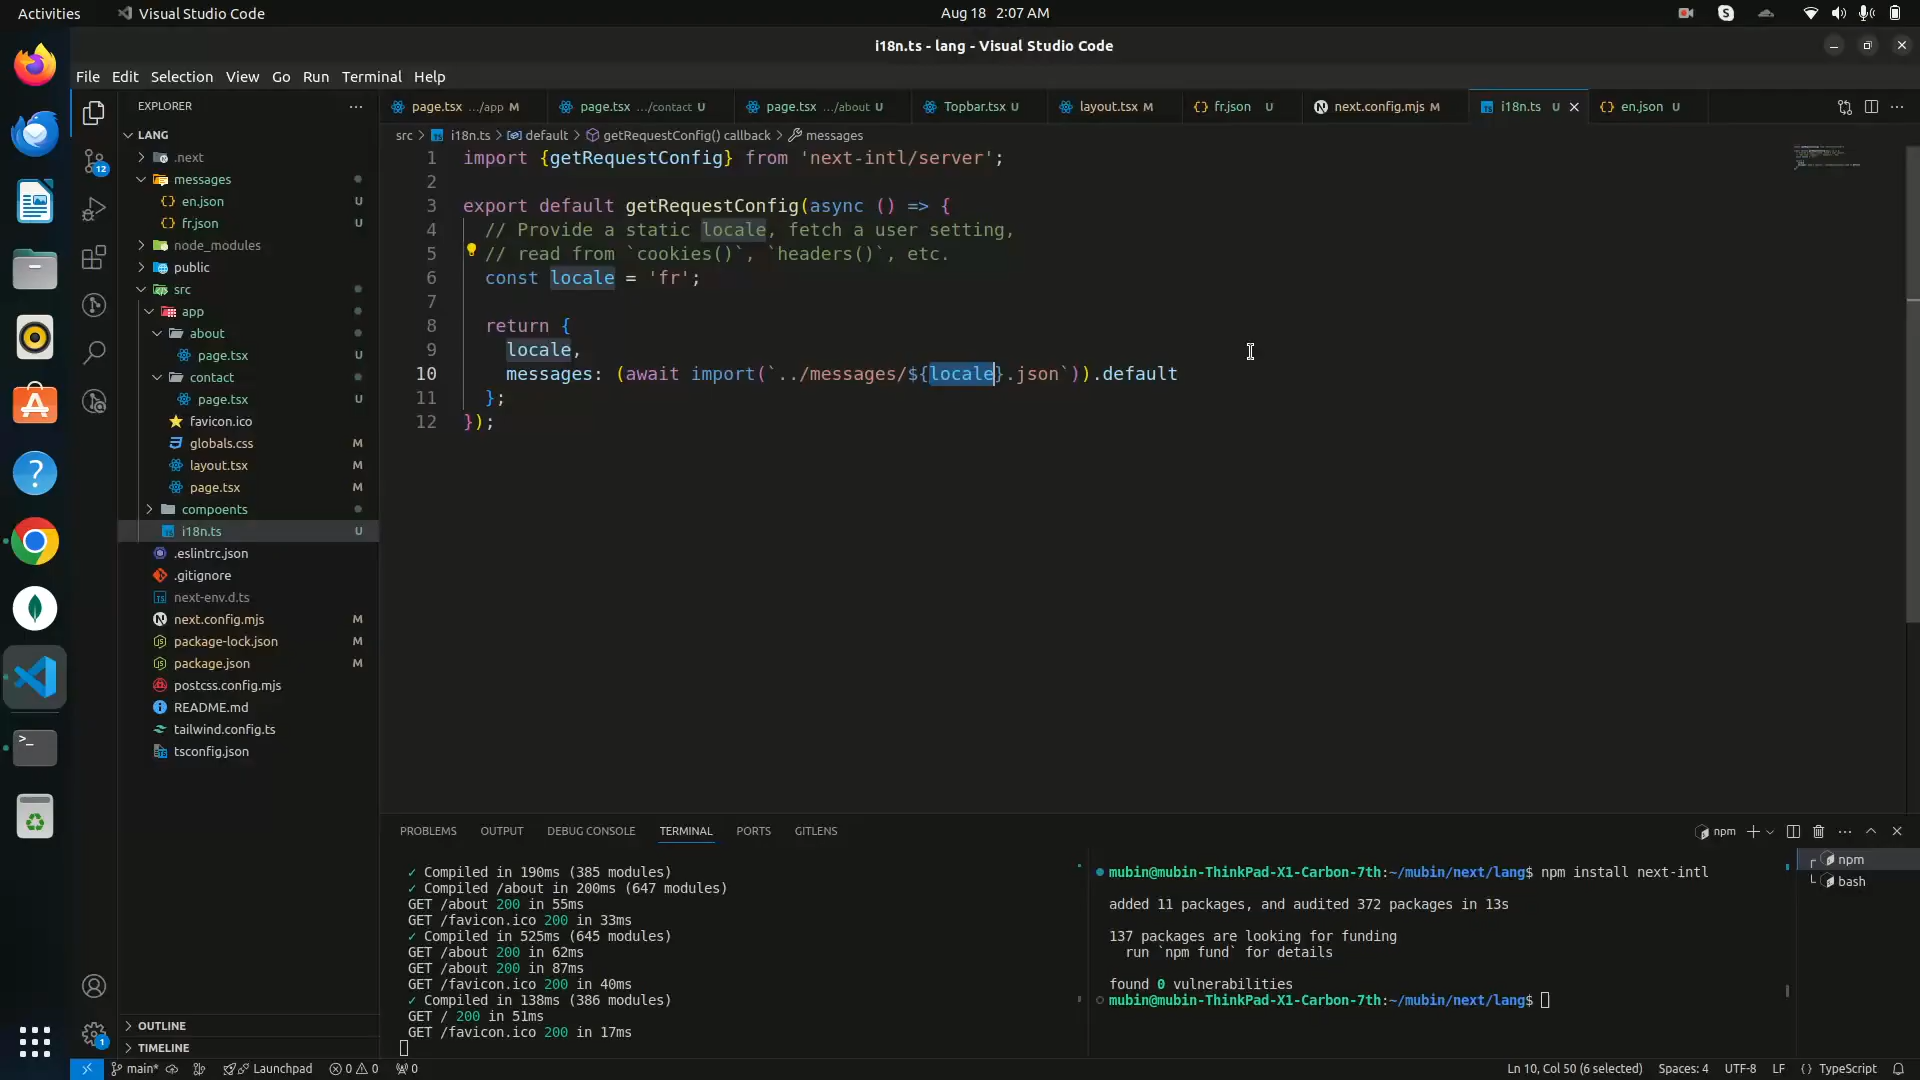 Activities
Visual Studio Code
Aug 18 2:07 AM
i18n.ts - lang - Visual Studio Code
File Edit Selection View Go Run Terminal Help
EXPLORER
LANG
.next
messages
en.json U
fr.json U
node_modules
public
src
app
about
page.tsx U
contact
page.tsx U
favicon.ico
globals.css M
layout.tsx M
page.tsx M
compoents
i18n.ts U
.eslintrc.json
.gitignore
next-env.d.ts
next.config.mjs M
package-lock.json M
package.json M
postcss.config.mjs
README.md
tailwind.config.ts
tsconfig.json
OUTLINE
TIMELINE
12
1
page.tsx .../app M
page.tsx .../contact U
page.tsx .../about U
Topbar.tsx U
layout.tsx M
fr.json U
next.config.mjs M
i18n.ts U
en.json U
src > i18n.ts > default > getRequestConfig() callback > messages
1 import {getRequestConfig} from 'next-intl/server';
2
3 export default getRequestConfig(async () => {
4 // Provide a static locale, fetch a user setting,
5 // read from `cookies()`, `headers()`, etc.
6 const locale = 'fr';
7
8 return {
9 locale,
10 messages: (await import(`../messages/${locale}.json`)).default
11 };
12 });
PROBLEMS OUTPUT DEBUG CONSOLE TERMINAL PORTS GITLENS
npm
✓ Compiled in 190ms (385 modules)
✓ Compiled /about in 200ms (647 modules)
GET /about 200 in 55ms
GET /favicon.ico 200 in 33ms
✓ Compiled in 525ms (645 modules)
GET /about 200 in 62ms
GET /about 200 in 87ms
GET /favicon.ico 200 in 40ms
✓ Compiled in 138ms (386 modules)
GET / 200 in 51ms
GET /favicon.ico 200 in 17ms
mubin@mubin-ThinkPad-X1-Carbon-7th:~/mubin/next/lang$ npm install next-intl
added 11 packages, and audited 372 packages in 13s
137 packages are looking for funding
run `npm fund` for details
found 0 vulnerabilities
mubin@mubin-ThinkPad-X1-Carbon-7th:~/mubin/next/lang$
npm
bash
main* Launchpad 0 0 0
Ln 10, Col 50 (6 selected) Spaces: 4 UTF-8 LF {} TypeScript